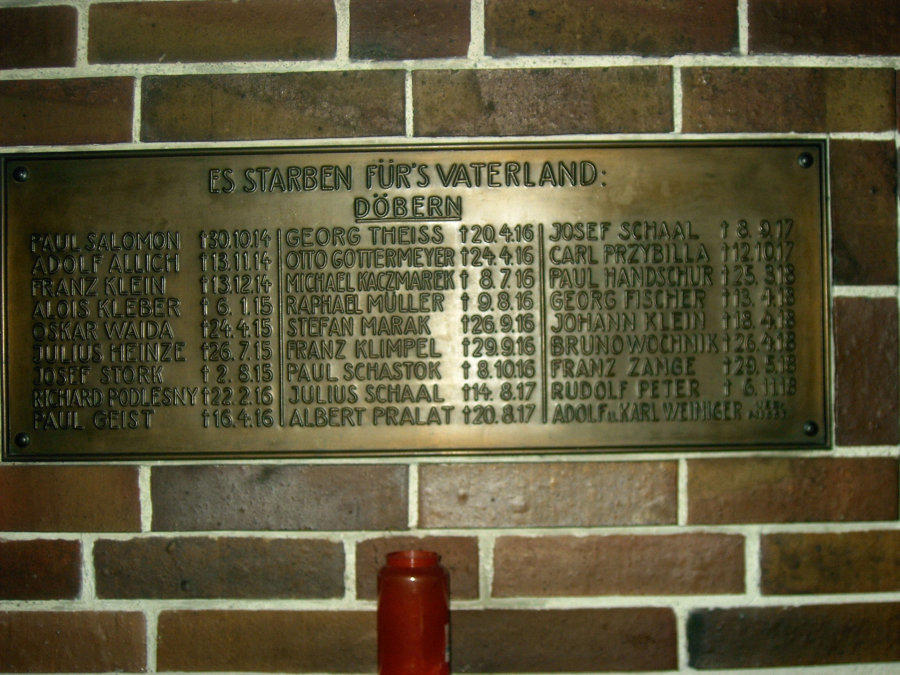 ES STARBEN FÜR'S VATERLAND:
DÖBERN
PAUL SALOMON †30.10.14
ADOLF ALLICH †13.11.14
FRANZ KLEIN †13.12.14
ALOIS KLEBER † 6. 1.15
OSKAR WAIDA †24.4.15
JULIUS HEINZE †26.7.15
JOSEF STORK † 2. 8.15
RICHARD PODLESNY †22.2.16
PAUL GEIST †16.4.16
GEORG THEISS †20.4.16
OTTO GOTTERMEYER †24.4.16
MICHAEL KACZMAREK † 8.7.16
RAPHAEL MÜLLER † 9.8.16
STEFAN MARAK †26.9.16
FRANZ KLIMPEL †29.9.16
PAUL SCHASTOK † 8.10.16
JULIUS SCHAAL †14.8.17
ALBERT PRALAT †20.8.17
JOSEF SCHAAL † 8.9.17
CARL PRZYBILLA †12.10.17
PAUL HANDSCHUR †25.3.18
GEORG FISCHER †13.4.18
JOHANN KLEIN †18.4.18
BRUNO WOCHNIK †26.4.18
FRANZ ZANGE †29.5.18
RUDOLF PETER † 6.11.18
ADOLF U. KARL WEINIGER